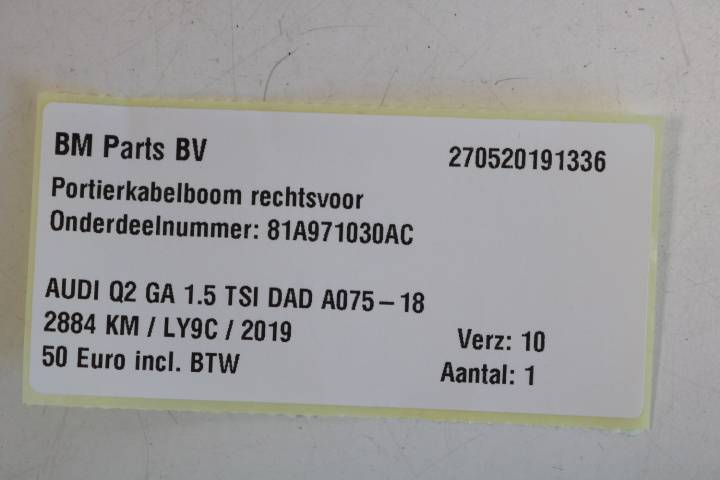 BM Parts BV 270520191336
Portierkabelboom rechtsvoor
Onderdeelnummer: 81A971030AC
AUDI Q2 GA 1.5 TSI DAD A075-18
2884 KM / LY9C / 2019 Verz: 10
50 Euro incl. BTW Aantal: 1